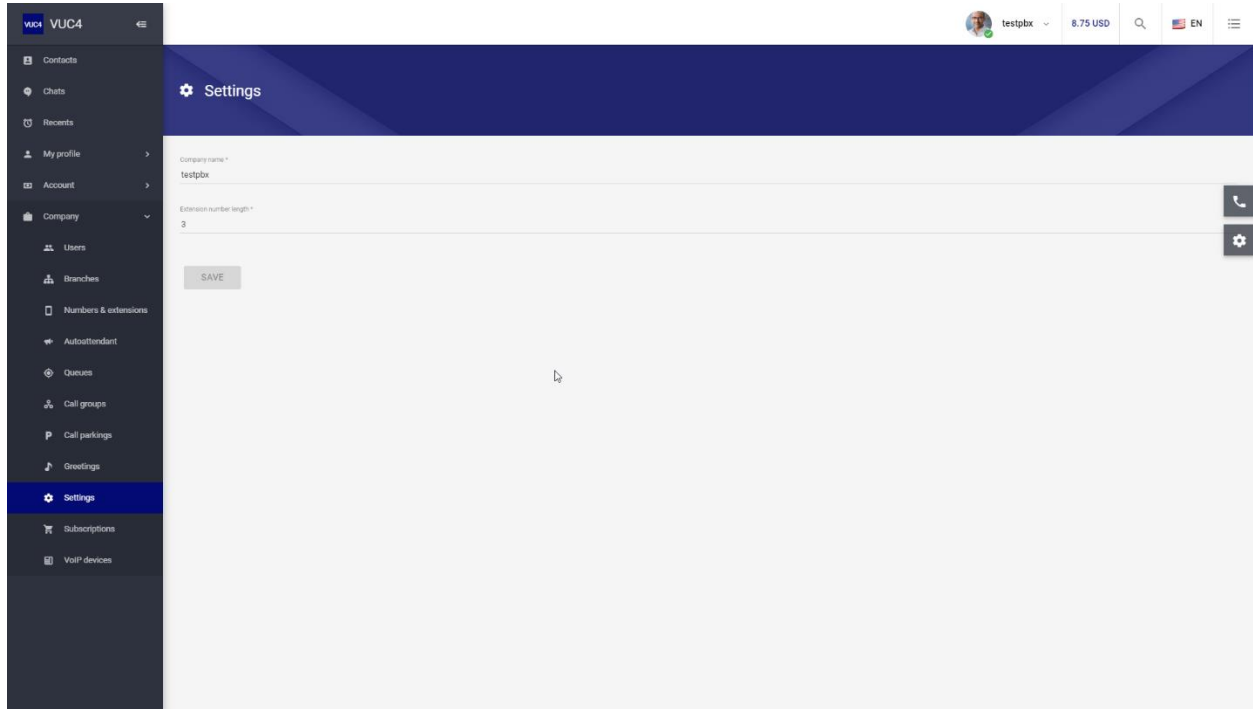 VUC4 VUC4
testpbx 8.75 USD EN
Contacts
Chats
Recents
My profile
Account
Company
Users
Branches
Numbers & extensions
Autoattendant
Queues
Call groups
P Call parkings
Greetings
Settings
Subscriptions
VoIP devices
Settings
Company name *
testpbx
Extension number length *
3
SAVE